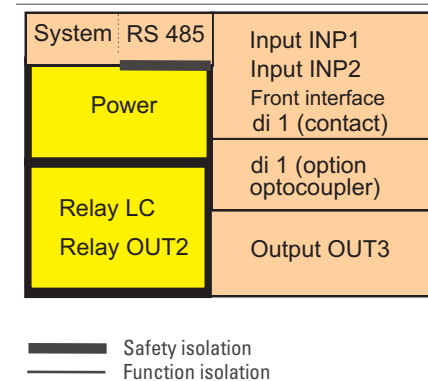 System RS 485
Power
Relay LC
Relay OUT2
Input INP1
Input INP2
Front interface
di 1 (contact)
di 1 (option
optocoupler)
Output OUT3
Safety isolation
Function isolation